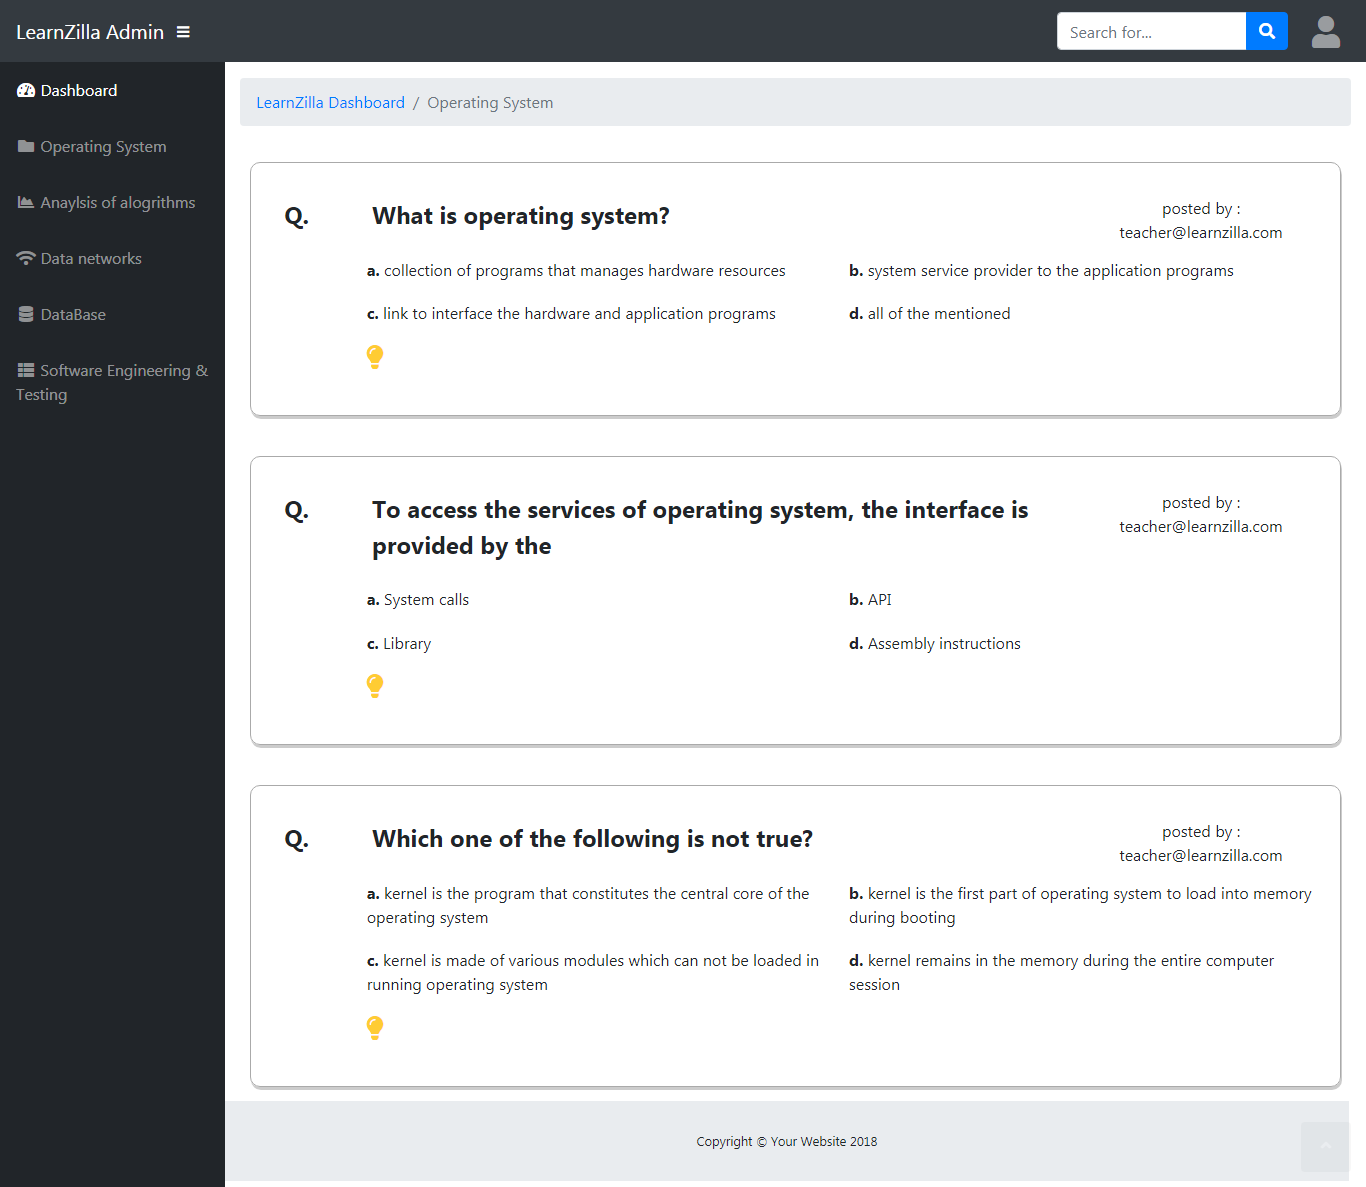 LearnZilla Admin
Search for...
Dashboard
Operating System
Anaylsis of alogrithms
Data networks
DataBase
Software Engineering &
Testing
LearnZilla Dashboard / Operating System
Q. What is operating system?
posted by :
teacher@learnzilla.com
a. collection of programs that manages hardware resources
b. system service provider to the application programs
c. link to interface the hardware and application programs
d. all of the mentioned
Q. To access the services of operating system, the interface is
provided by the
posted by :
teacher@learnzilla.com
a. System calls
b. API
c. Library
d. Assembly instructions
Q. Which one of the following is not true?
posted by :
teacher@learnzilla.com
a. kernel is the program that constitutes the central core of the
operating system
b. kernel is the first part of operating system to load into memory
during booting
c. kernel is made of various modules which can not be loaded in
running operating system
d. kernel remains in the memory during the entire computer
session
Copyright © Your Website 2018